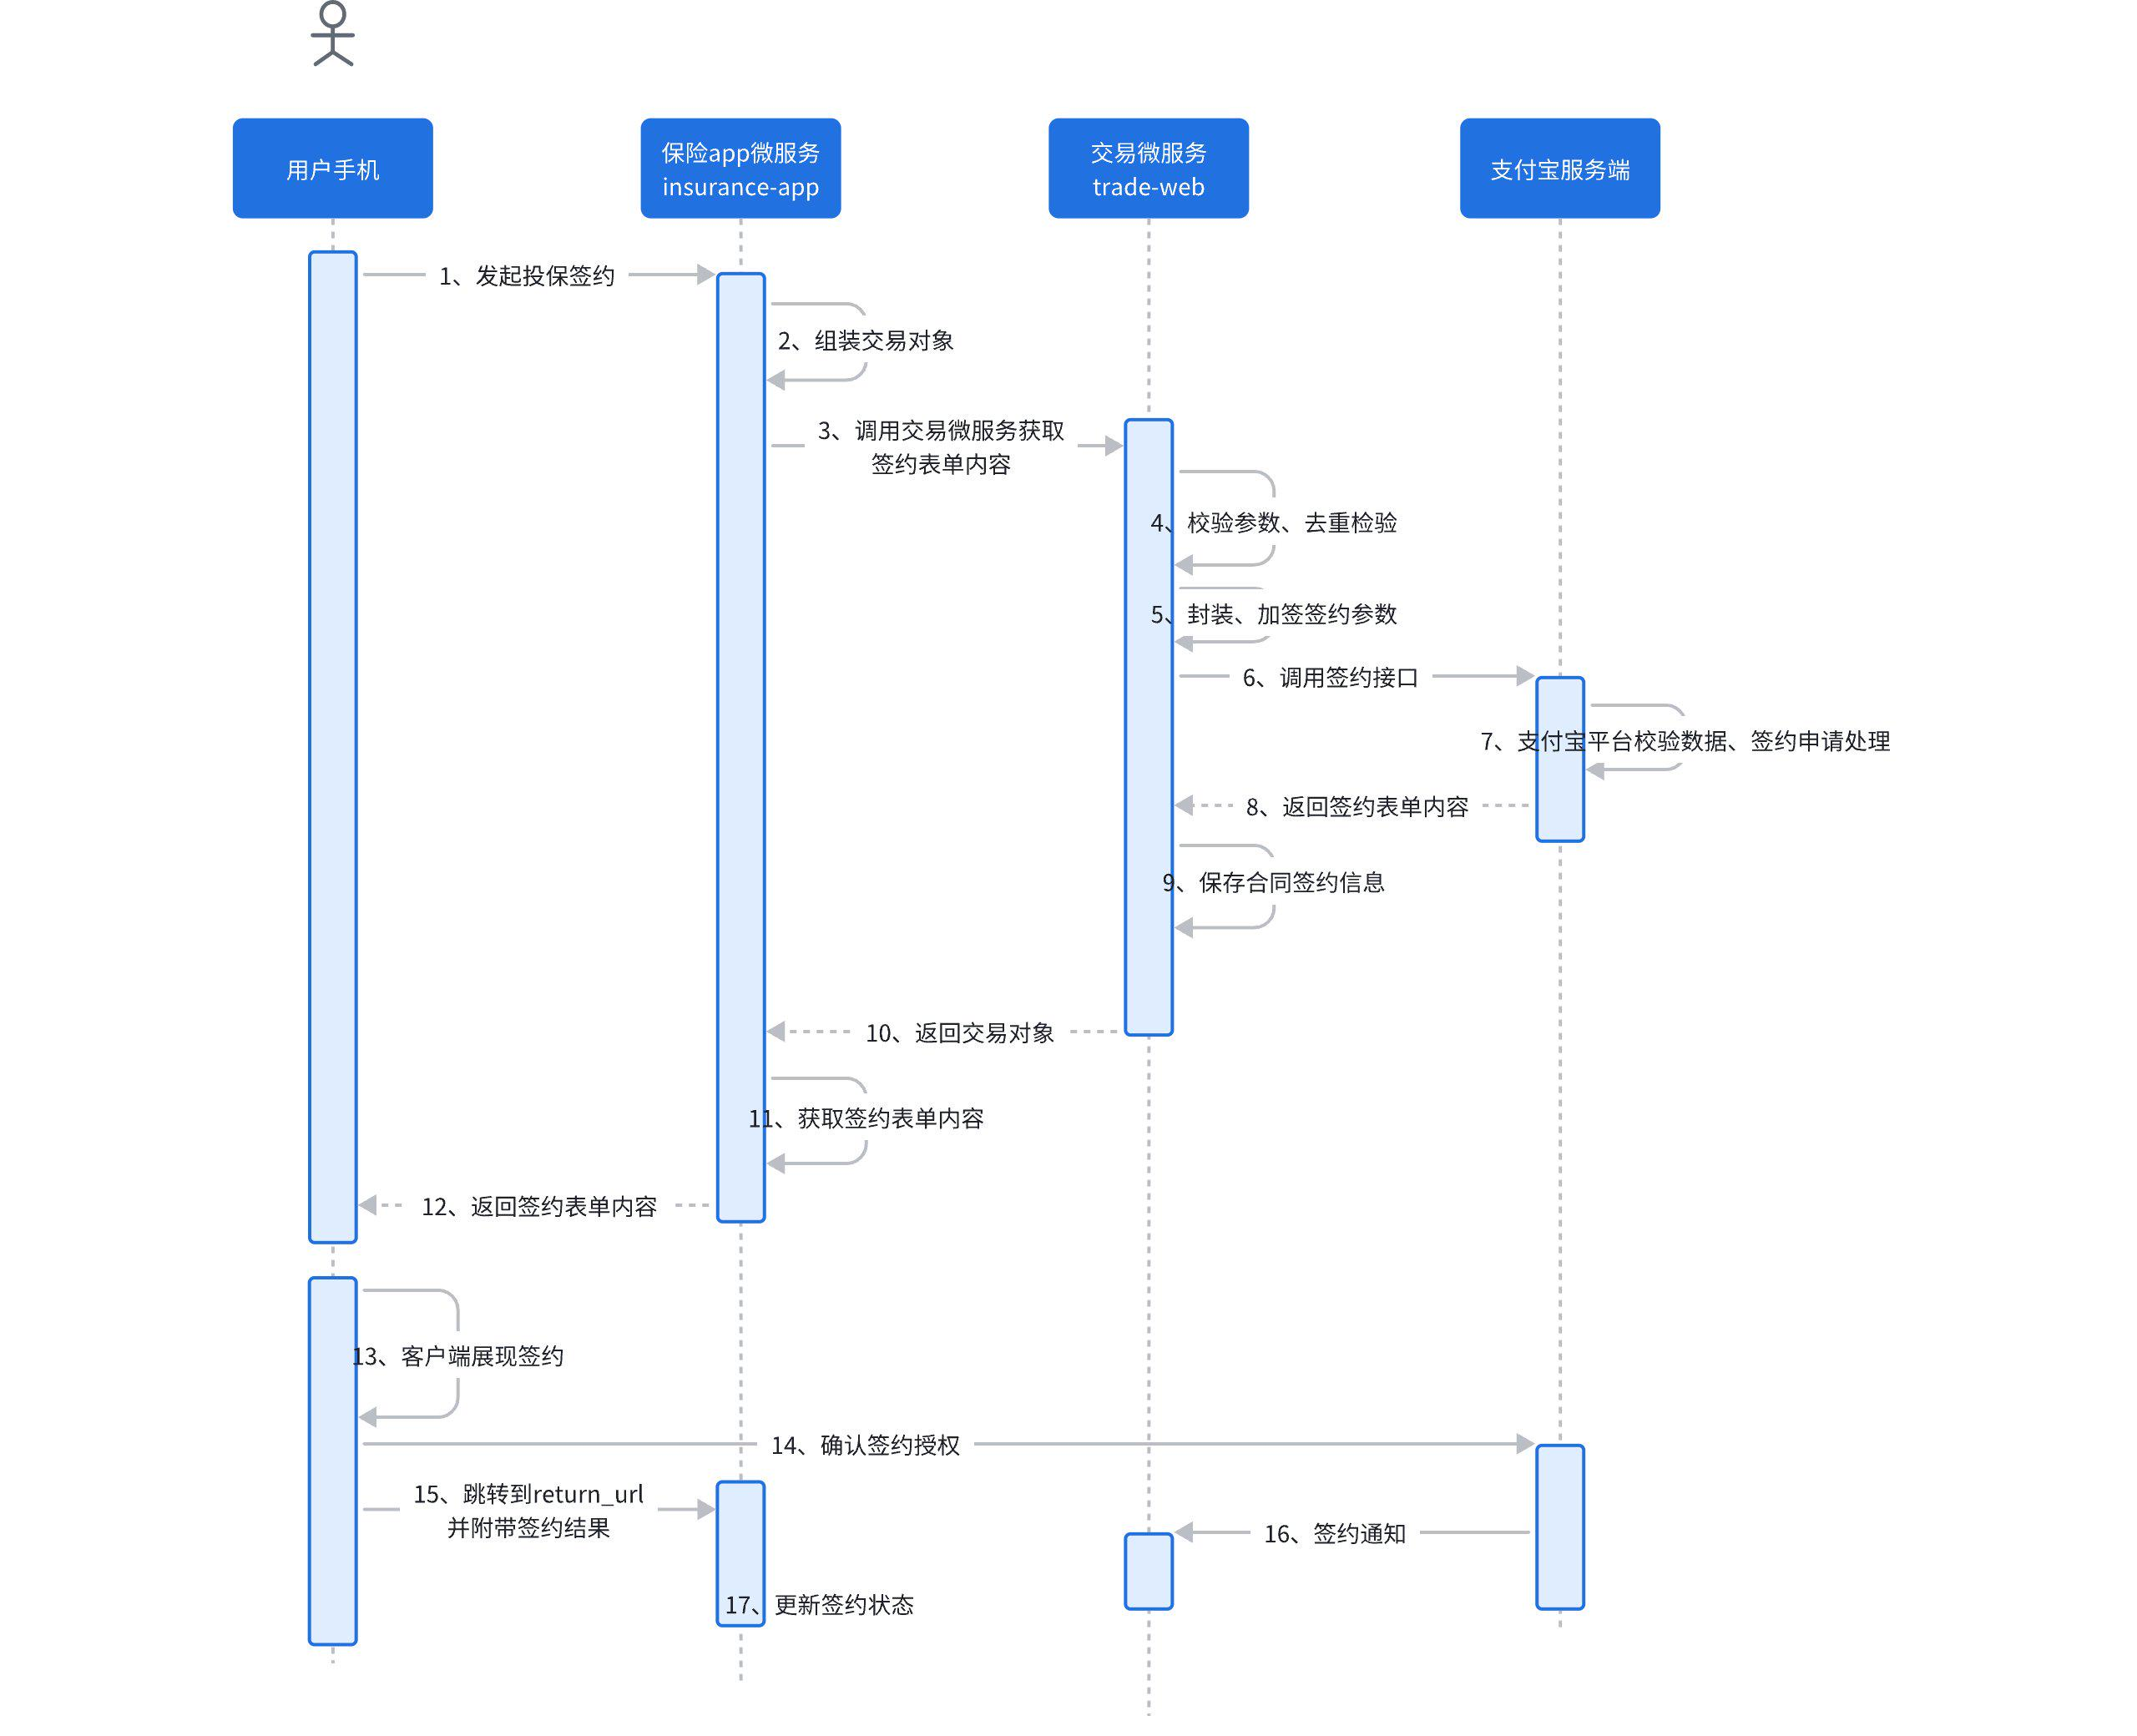 用户手机
保险app微服务
insurance-app
交易微服务
trade-web
支付宝服务端
1、发起投保签约
2、组装交易对象
3、调用交易微服务获取
签约表单内容
4、校验参数、去重检验
5、封装、加签签约参数
6、调用签约接口
7、支付宝平台校验数据、签约申请处理
8、返回签约表单内容
9、保存合同签约信息
10、返回交易对象
11、获取签约表单内容
12、返回签约表单内容
13、客户端展现签约
14、确认签约授权
15、跳转到return_url
并附带签约结果
16、签约通知
17、更新签约状态